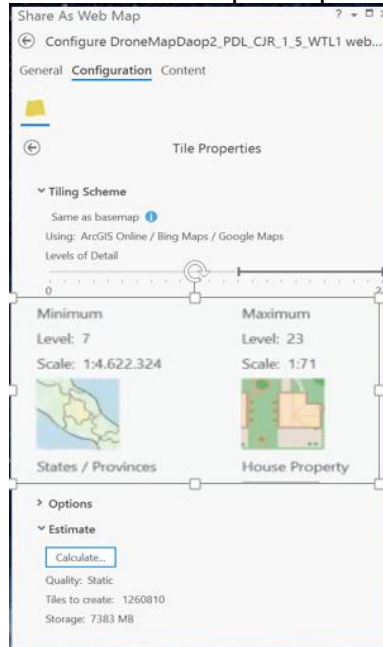 Share As Web Map
Configure DroneMapDaop2_PDL_CJR_1_5_WTL1 web...
General Configuration Content
Tile Properties
Tiling Scheme
Same as basemap
Using: ArcGIS Online / Bing Maps / Google Maps
Levels of Detail
0
Minimum Maximum
Level: 7 Level: 23
Scale: 1:4.622.324 Scale: 1:71
States / Provinces House Property
Options
Estimate
Calculate...
Quality: Static
Tiles to create: 1260810
Storage: 7383 MB